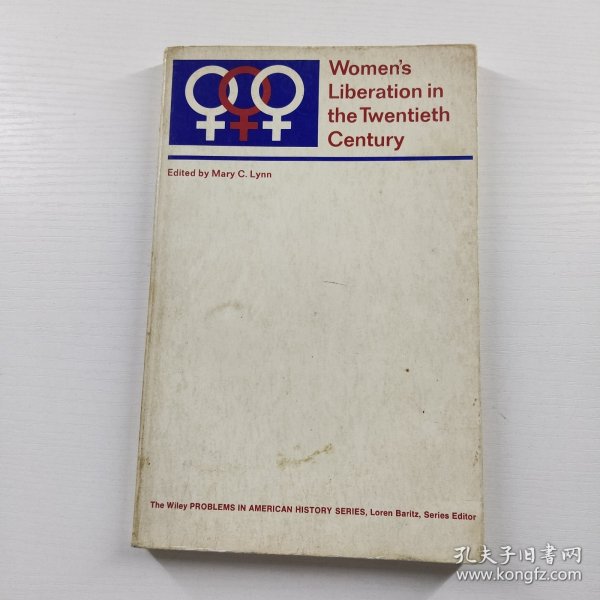 Women's
Liberation in
the Twentieth
Century
Edited by Mary C. Lynn
The Wiley PROBLEMS IN AMERICAN HISTORY SERIES, Loren Baritz, Series Editor
孔夫子旧书网
www.kongfz.com